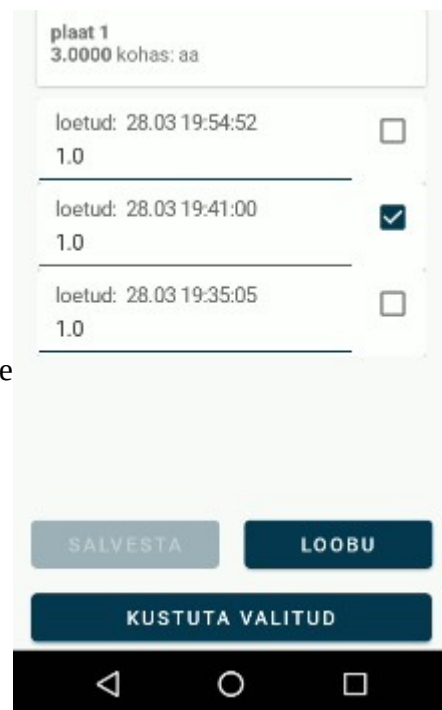 plaat 1
3.0000 kohas: aa
loetud: 28.03 19:54:52
1.0
loetud: 28.03 19:41:00
1.0
loetud: 28.03 19:35:05
1.0
e
SALVESTA
LOOBU
KUSTUTA VALITUD